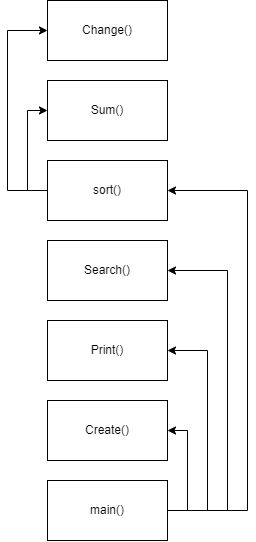 Change()
Sum()
sort()
Search()
Print()
Create()
main()